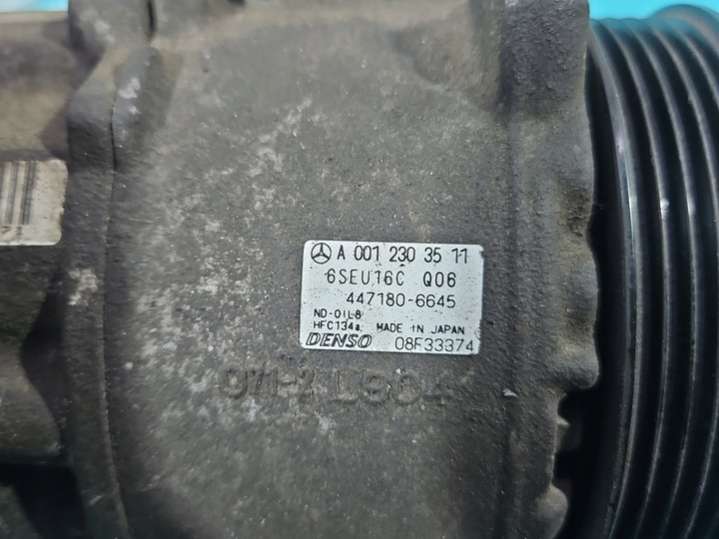 A 001 230 35 11
6SEU16C Q06
447180-6645
ND-OIL8
HFC134a, MADE IN JAPAN
DENSO 08F33374